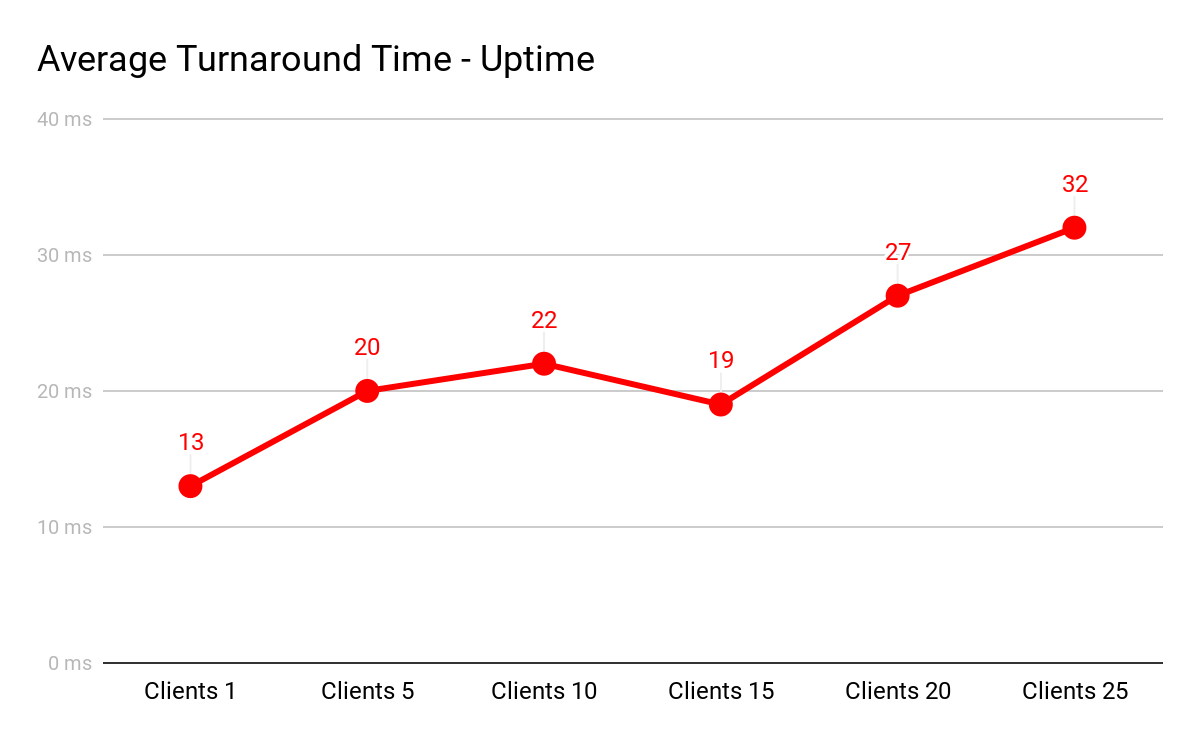 Average Turnaround Time - Uptime
40 ms
32
30 ms
27
22
20
19
20 ms
13
10 ms
0 ms
Clients 1 Clients 5 Clients 10 Clients 15 Clients 20 Clients 25